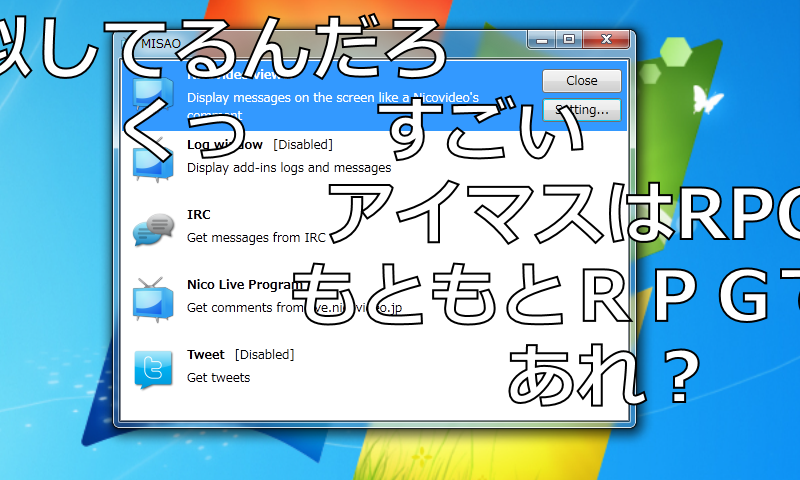 MISAO
似してるんだろ
Display messages on the screen like a Nicovideo's
comment
Close
Setting...
くっ すごい
Log window [Disabled]
Display add-ins logs and messages
アイマスはRPG
IRC
Get messages from IRC
もともとＲＰＧで
Nico Live Program
Get comments from live.nicovideo.jp
あれ？
Tweet [Disabled]
Get tweets